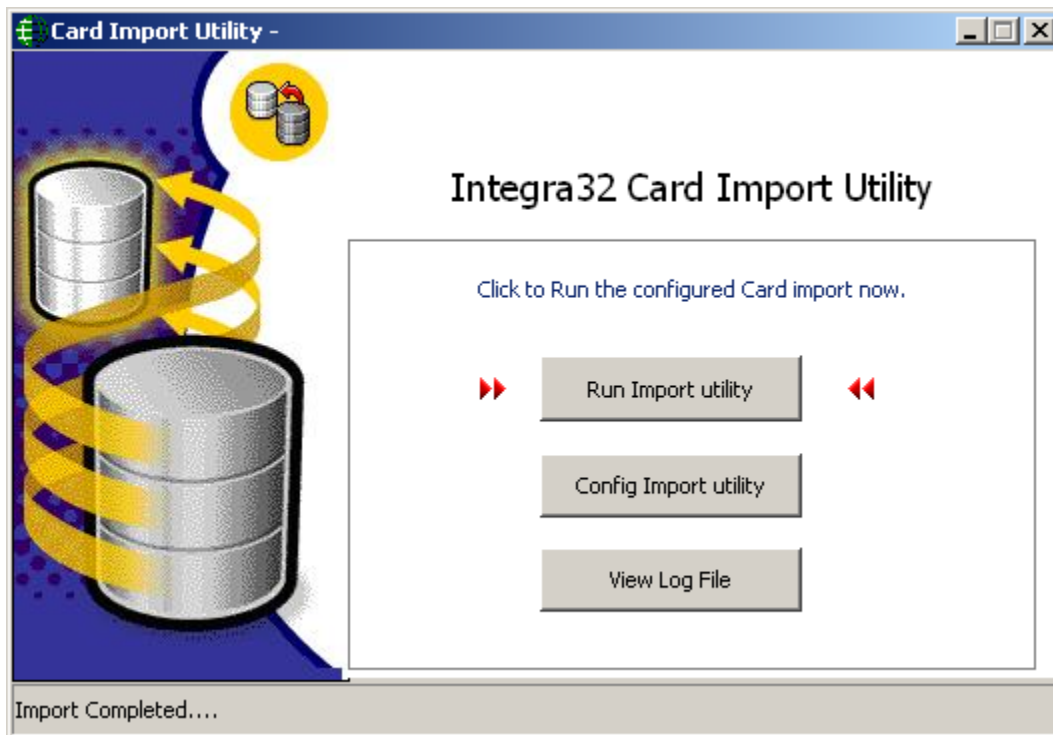 Card Import Utility -
Integra32 Card Import Utility
Click to Run the configured Card import now.
Run Import utility
Config Import utility
View Log File
Import Completed....